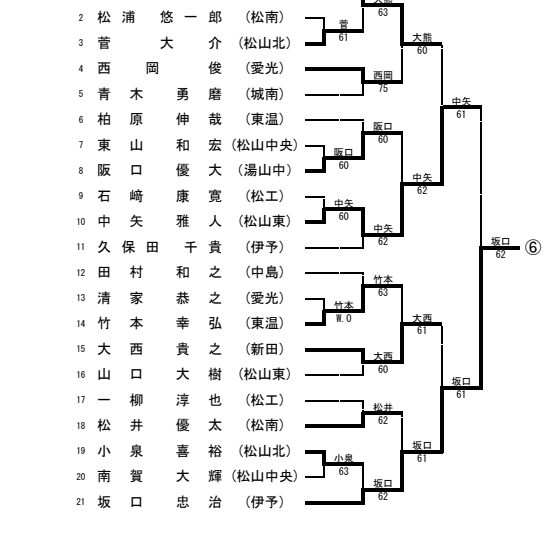 大熊
63
2 松浦 悠一郎 (松南)
菅
61
3 菅 大介 (松山北)
大熊
60
4 西岡 俊 (愛光)
西岡
75
5 青木 勇磨 (城南)
中矢
61
6 柏原 伸哉 (東温)
阪口
60
7 東山 和宏 (松山中央)
阪口
60
8 阪口 優大 (湯山中)
中矢
62
9 石﨑 康寛 (松工)
中矢
60
10 中矢 雅人 (松山東)
中矢
62
11 久保田 千貴 (伊予)
坂口
62
⑥
12 田村 和之 (中島)
竹本
63
13 清家 恭之 (愛光)
竹本
W.0
14 竹本 幸弘 (東温)
大西
61
15 大西 貴之 (新田)
大西
60
16 山口 大樹 (松山東)
坂口
61
17 一柳 淳也 (松工)
松井
62
18 松井 優太 (松南)
坂口
61
19 小泉 喜裕 (松山北)
小泉
63
20 南賀 大輝 (松山中央)
坂口
62
21 坂口 忠治 (伊予)